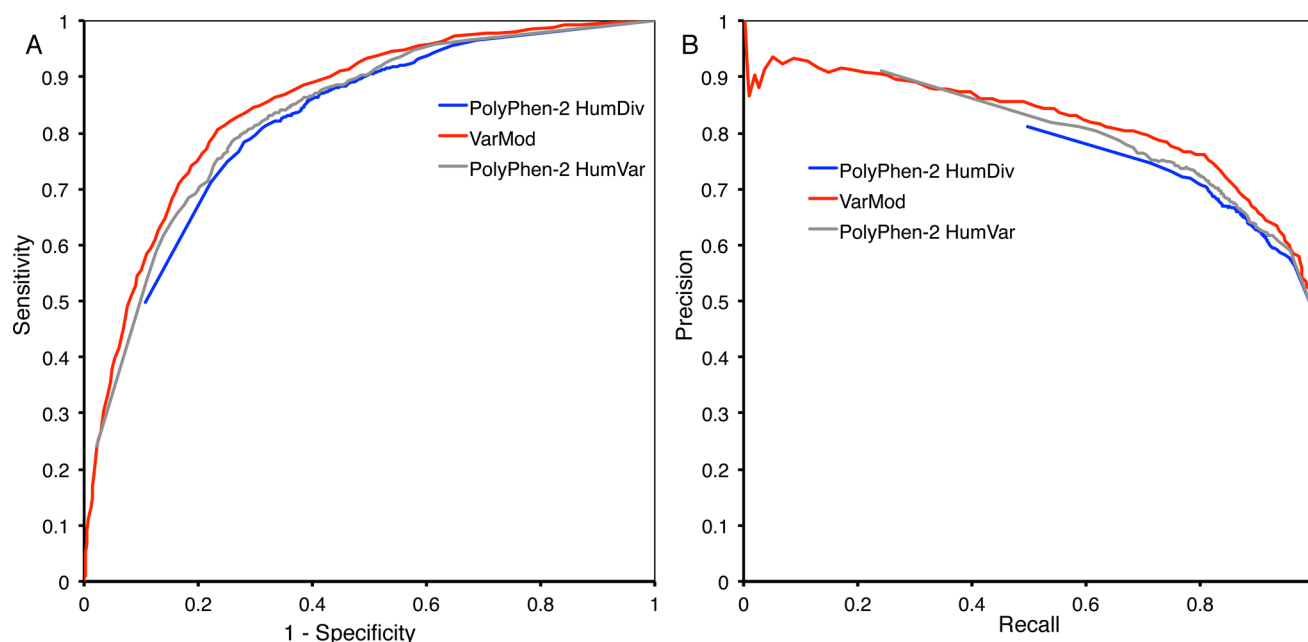 A
1
0.9
0.8
0.7
0.6
0.5
0.4
0.3
0.2
0.1
0
Sensitivity
PolyPhen-2 HumDiv
VarMod
PolyPhen-2 HumVar
0
0.2
0.4
0.6
0.8
1
1 - Specificity
B
1
0.9
0.8
0.7
0.6
0.5
0.4
0.3
0.2
0.1
0
Precision
PolyPhen-2 HumDiv
VarMod
PolyPhen-2 HumVar
0
0.2
0.4
0.6
0.8
Recall